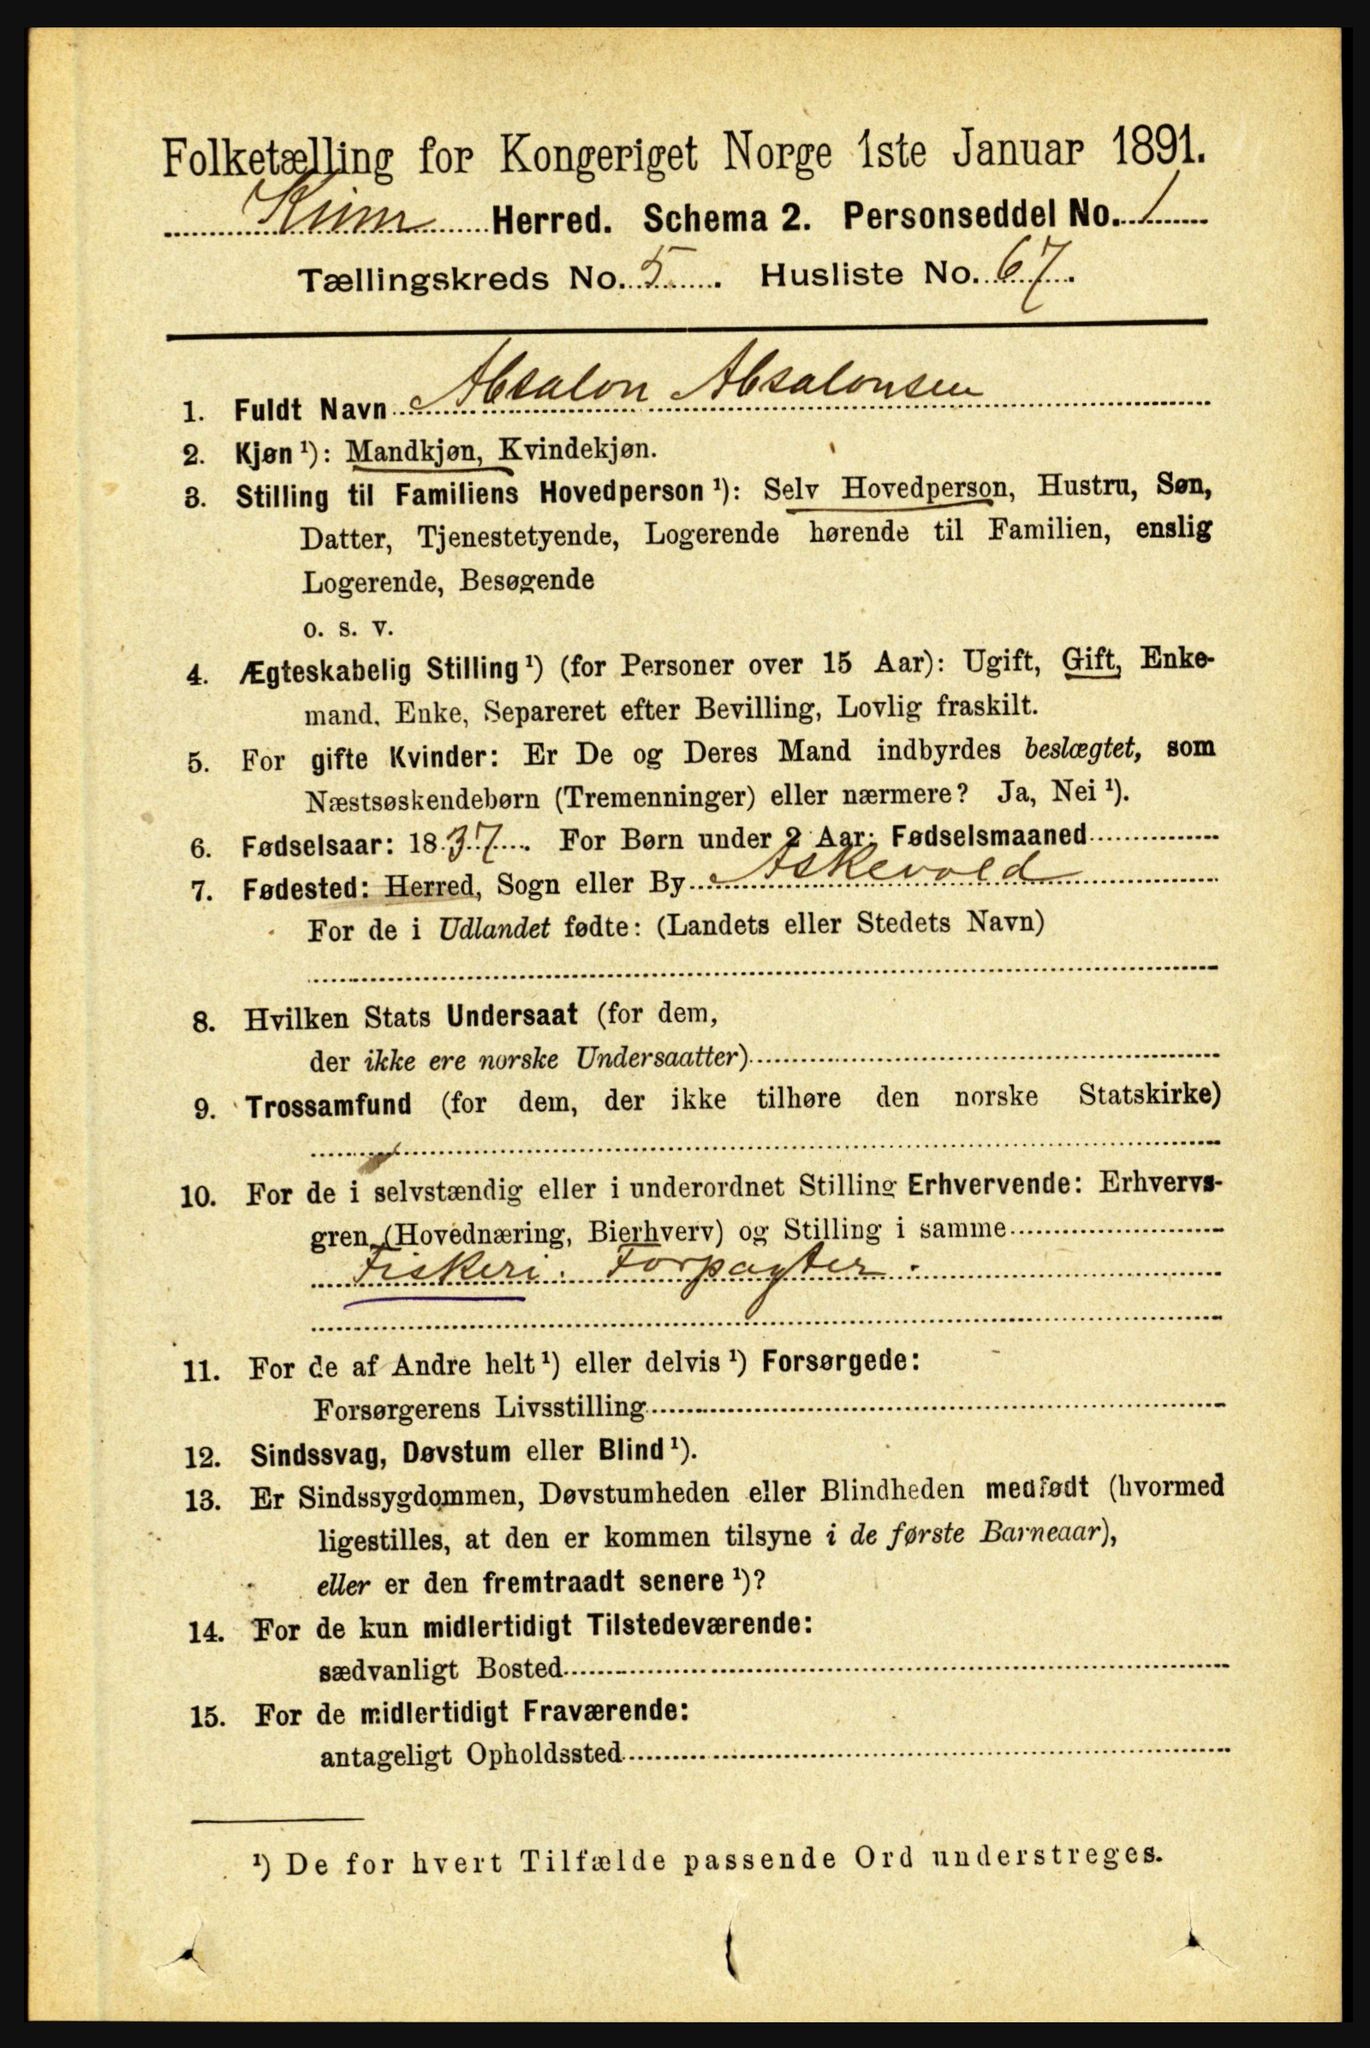 Folketælling for Kongeriget Norge 1ste Januar 1891.
Kinn Herred. Schema 2. Personseddel No. 1
Tællingskreds No. 5. Husliste No. 67.
1. Fuldt Navn Absalon Absalonsen
2. Kjøn ¹): Mandkjøn, Kvindekjøn.
3. Stilling til Familiens Hovedperson ¹): Selv Hovedperson, Hustru, Søn,
Datter, Tjenestetyende, Logerende hørende til Familien, enslig
Logerende, Besøgende
o. s. v.
4. Ægteskabelig Stilling ¹) (for Personer over 15 Aar): Ugift, Gift, Enke-
mand, Enke, Separeret efter Bevilling, Lovlig fraskilt.
5. For gifte Kvinder: Er De og Deres Mand indbyrdes beslægtet, som
Næstsøskendebørn (Tremenninger) eller nærmere? Ja, Nei ¹).
6. Fødselsaar: 1837. For Børn under 2 Aar: Fødselsmaaned
7. Fødested: Herred, Sogn eller By Askevold
For de i Udlandet fødte: (Landets eller Stedets Navn)
8. Hvilken Stats Undersaat (for dem,
der ikke ere norske Undersaatter)
9. Trossamfund (for dem, der ikke tilhøre den norske Statskirke)
10. For de i selvstændig eller i underordnet Stilling Erhvervende: Erhvervs-
gren (Hovednæring, Bierhverv) og Stilling i samme
Fiskeri. Forpagter.
11. For de af Andre helt ¹) eller delvis ¹) Forsørgede:
Forsørgerens Livsstilling
12. Sindssvag, Døvstum eller Blind ¹).
13. Er Sindssygdommen, Døvstumheden eller Blindheden medfødt (hvormed
ligestilles, at den er kommen tilsyne i de første Barneaar),
eller er den fremtraadt senere ¹)?
14. For de kun midlertidigt Tilstedeværende:
sædvanligt Bosted
15. For de midlertidigt Fraværende:
antageligt Opholdssted
¹) De for hvert Tilfælde passende Ord understreges.